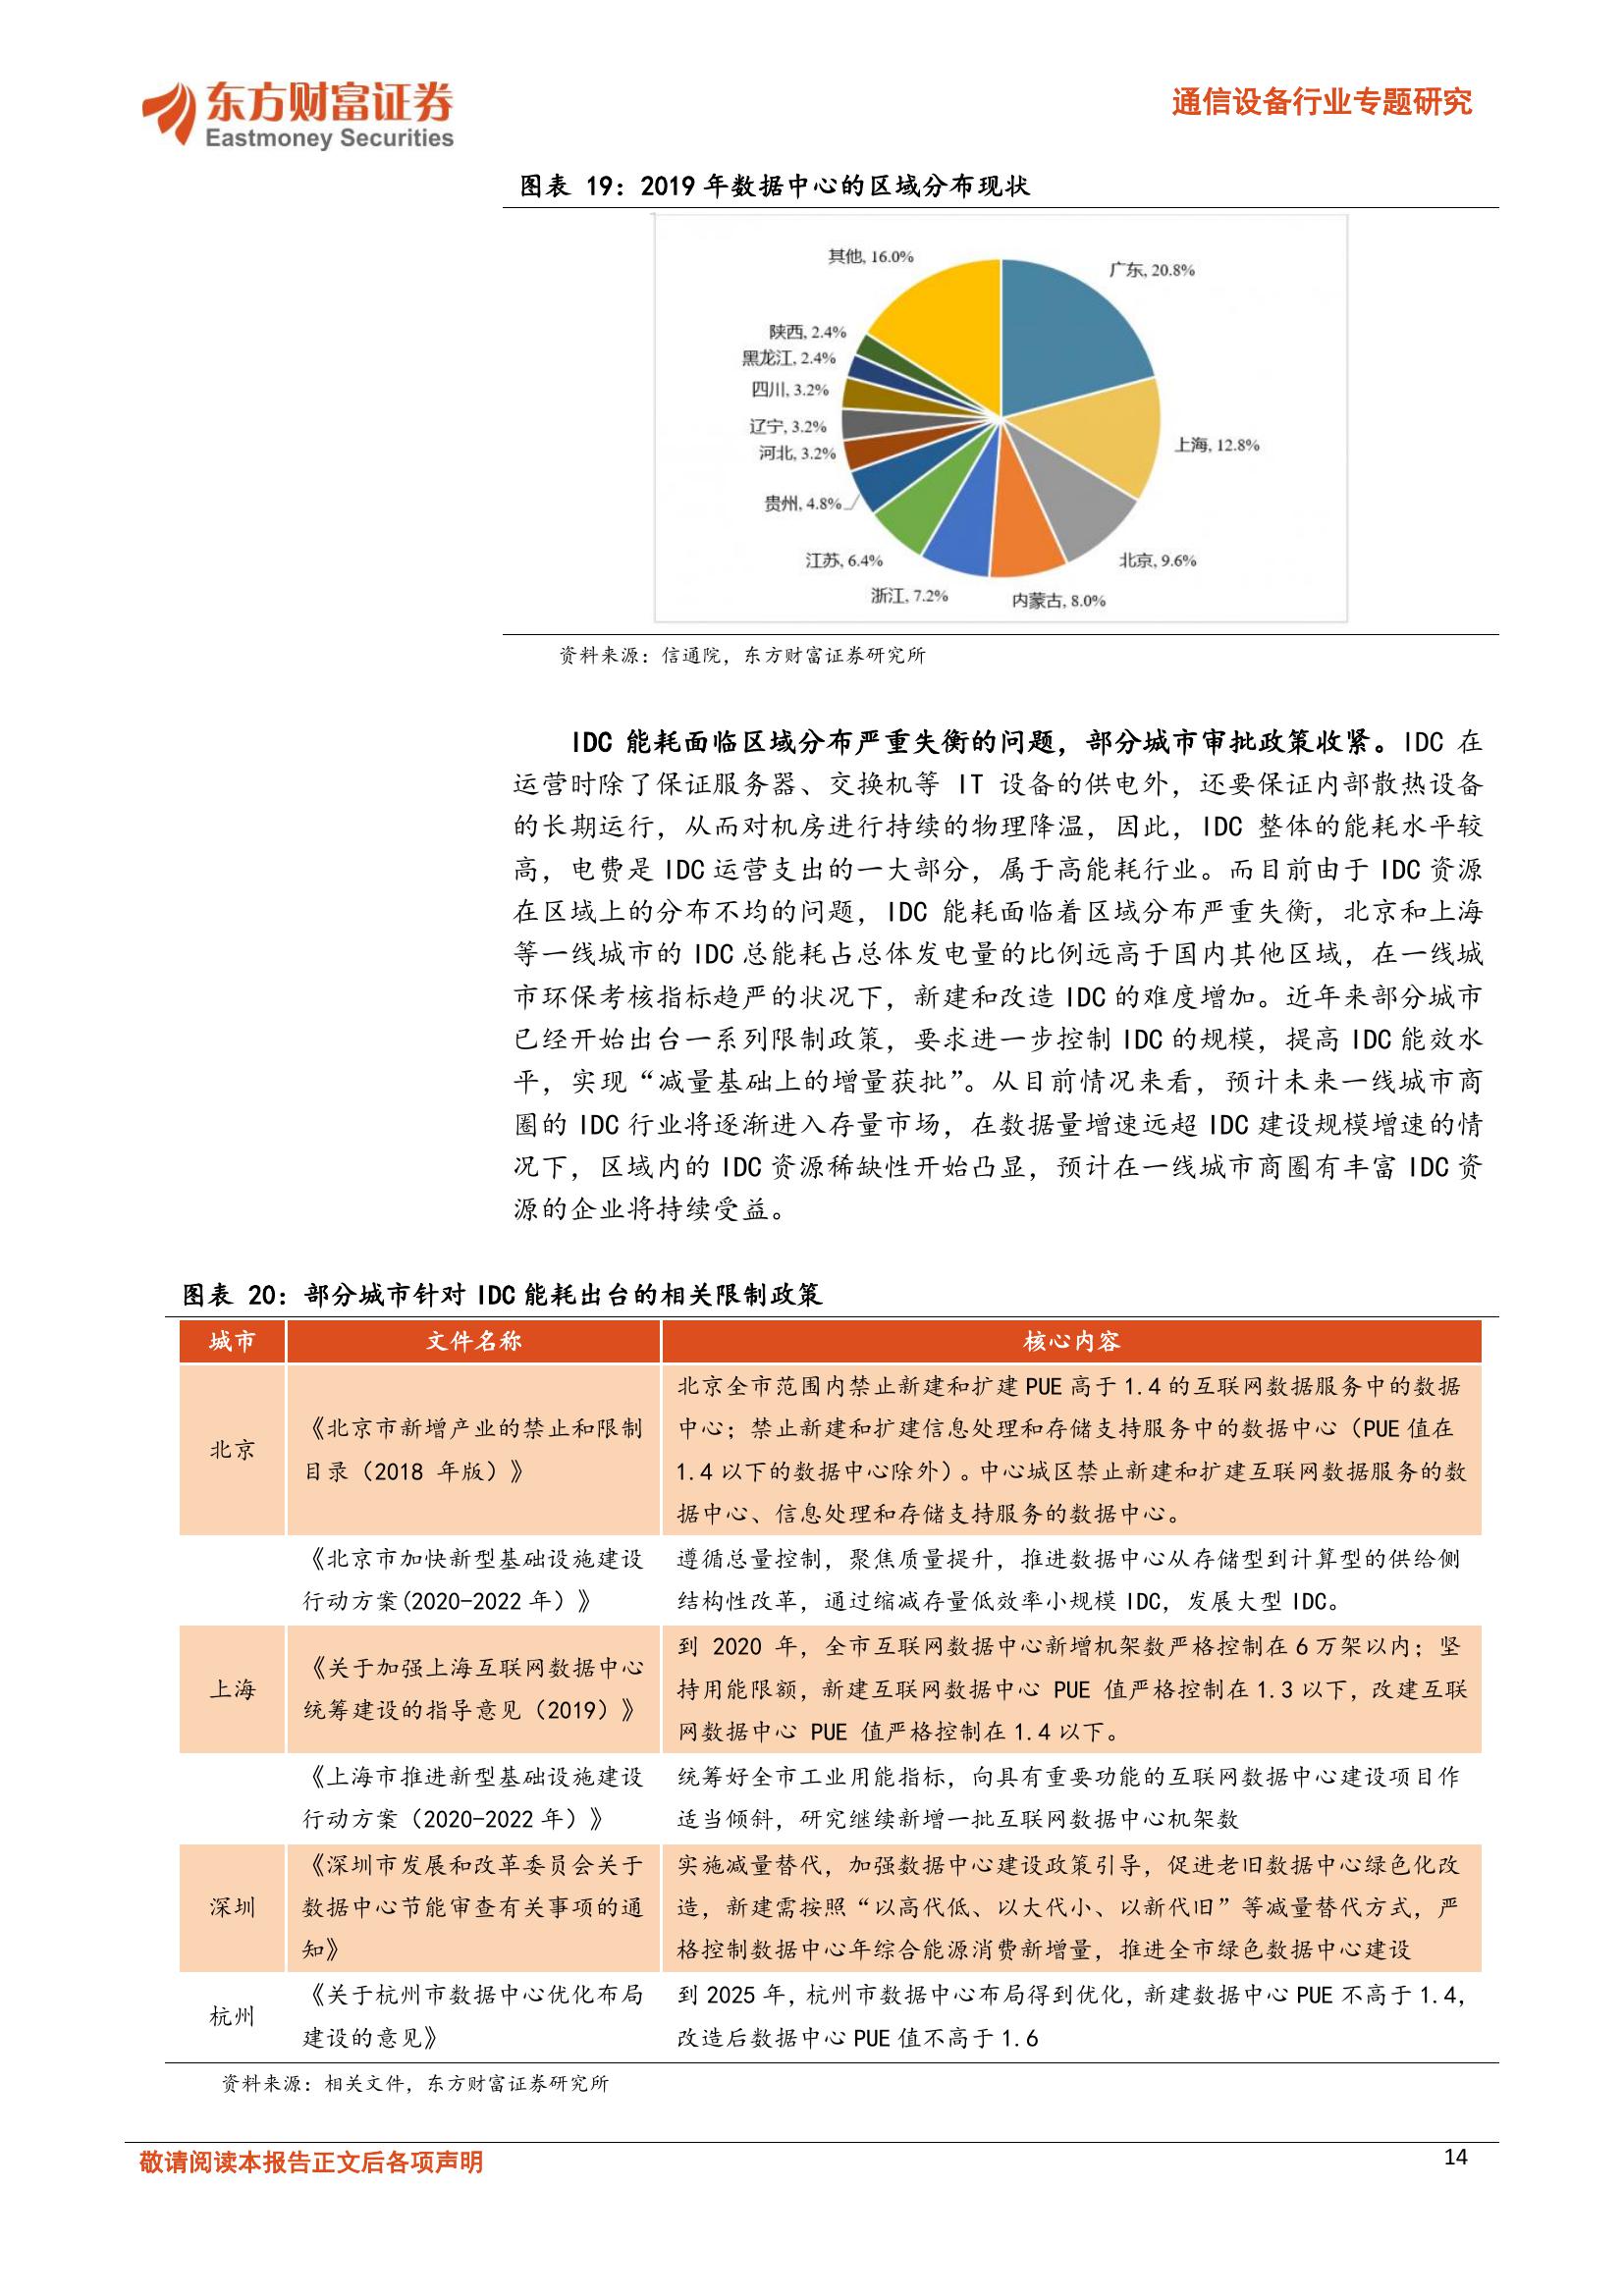 东方财富证券
Eastmoney Securities
通信设备行业专题研究
图表 19：2019 年数据中心的区域分布现状
其他, 16.0%
广东, 20.8%
陕西, 2.4%
黑龙江, 2.4%
四川, 3.2%
辽宁, 3.2%
上海, 12.8%
河北, 3.2%
贵州, 4.8%
江苏, 6.4%
北京, 9.6%
浙江, 7.2%
内蒙古, 8.0%
资料来源：信通院，东方财富证券研究所
IDC 能耗面临区域分布严重失衡的问题，部分城市审批政策收紧。IDC 在
运营时除了保证服务器、交换机等 IT 设备的供电外，还要保证内部散热设备
的长期运行，从而对机房进行持续的物理降温，因此，IDC 整体的能耗水平较
高，电费是 IDC 运营支出的一大部分，属于高能耗行业。而目前由于 IDC 资源
在区域上的分布不均的问题，IDC 能耗面临着区域分布严重失衡，北京和上海
等一线城市的 IDC 总能耗占总体发电量的比例远高于国内其他区域，在一线城
市环保考核指标趋严的状况下，新建和改造 IDC 的难度增加。近年来部分城市
已经开始出台一系列限制政策，要求进一步控制 IDC 的规模，提高 IDC 能效水
平，实现“减量基础上的增量获批”。从目前情况来看，预计未来一线城市商
圈的 IDC 行业将逐渐进入存量市场，在数据量增速远超 IDC 建设规模增速的情
况下，区域内的 IDC 资源稀缺性开始凸显，预计在一线城市商圈有丰富 IDC 资
源的企业将持续受益。
图表 20：部分城市针对 IDC 能耗出台的相关限制政策
城市 文件名称 核心内容
北京
《北京市新增产业的禁止和限制
目录（2018 年版）》
北京全市范围内禁止新建和扩建 PUE 高于 1.4 的互联网数据服务中的数据
中心；禁止新建和扩建信息处理和存储支持服务中的数据中心（PUE 值在
1.4 以下的数据中心除外）。中心城区禁止新建和扩建互联网数据服务的数
据中心、信息处理和存储支持服务的数据中心。
《北京市加快新型基础设施建设
行动方案(2020-2022 年）》
遵循总量控制，聚焦质量提升，推进数据中心从存储型到计算型的供给侧
结构性改革，通过缩减存量低效率小规模 IDC，发展大型 IDC。
上海
《关于加强上海互联网数据中心
统筹建设的指导意见（2019）》
到 2020 年，全市互联网数据中心新增机架数严格控制在 6 万架以内；坚
持用能限额，新建互联网数据中心 PUE 值严格控制在 1.3 以下，改建互联
网数据中心 PUE 值严格控制在 1.4 以下。
《上海市推进新型基础设施建设
行动方案（2020-2022 年）》
统筹好全市工业用能指标，向具有重要功能的互联网数据中心建设项目作
适当倾斜，研究继续新增一批互联网数据中心机架数
深圳
《深圳市发展和改革委员会关于
数据中心节能审查有关事项的通
知》
实施减量替代，加强数据中心建设政策引导，促进老旧数据中心绿色化改
造，新建需按照“以高代低、以大代小、以新代旧”等减量替代方式，严
格控制数据中心年综合能源消费新增量，推进全市绿色数据中心建设
杭州
《关于杭州市数据中心优化布局
建设的意见》
到 2025 年，杭州市数据中心布局得到优化，新建数据中心 PUE 不高于 1.4，
改造后数据中心 PUE 值不高于 1.6
资料来源：相关文件，东方财富证券研究所
敬请阅读本报告正文后各项声明
14